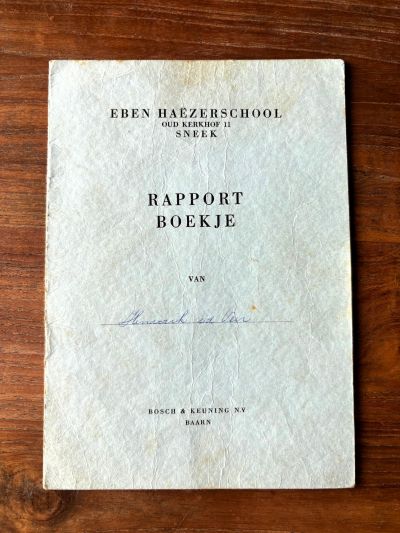 EBEN HAËZERSCHOOL
OUD KERKHOF 11
SNEEK
RAPPORT
BOEKJE
VAN
BOSCH & KEUNING N.V
BAARN